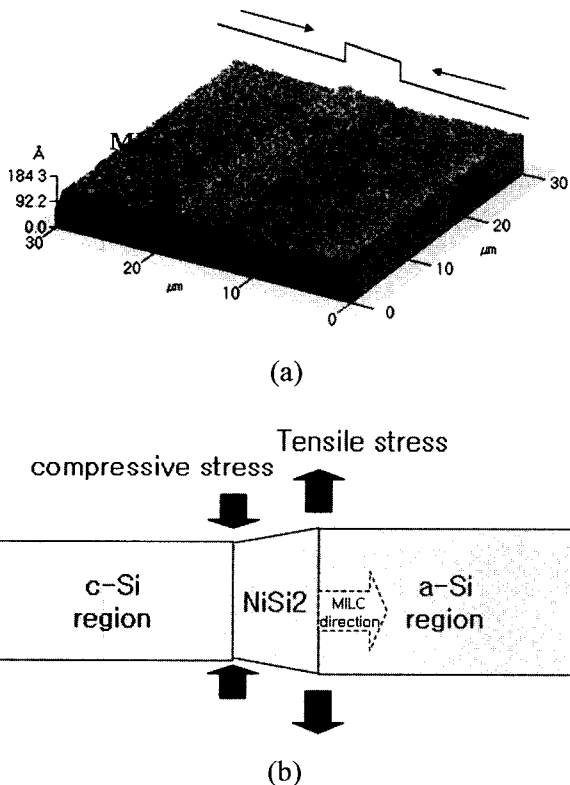 Å
184.3
92.2
0.0
30
20
μm
10
0
0
10
μm
20
30
(a)
Tensile stress
compressive stress
c-Si
region
NiSi2
MILC
direction
a-Si
region
(b)